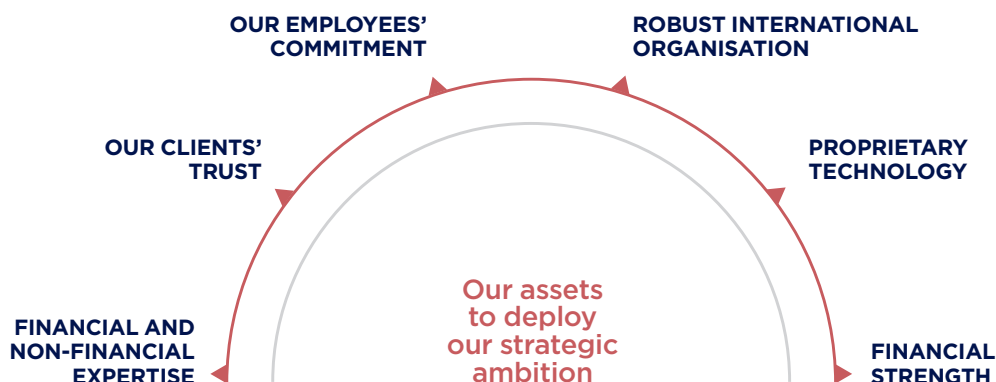 OUR EMPLOYEES'
COMMITMENT
ROBUST INTERNATIONAL
ORGANISATION
OUR CLIENTS'
TRUST
PROPRIETARY
TECHNOLOGY
Our assets
to deploy
our strategic
ambition
FINANCIAL AND
NON-FINANCIAL
EXPERTISE
FINANCIAL
STRENGTH